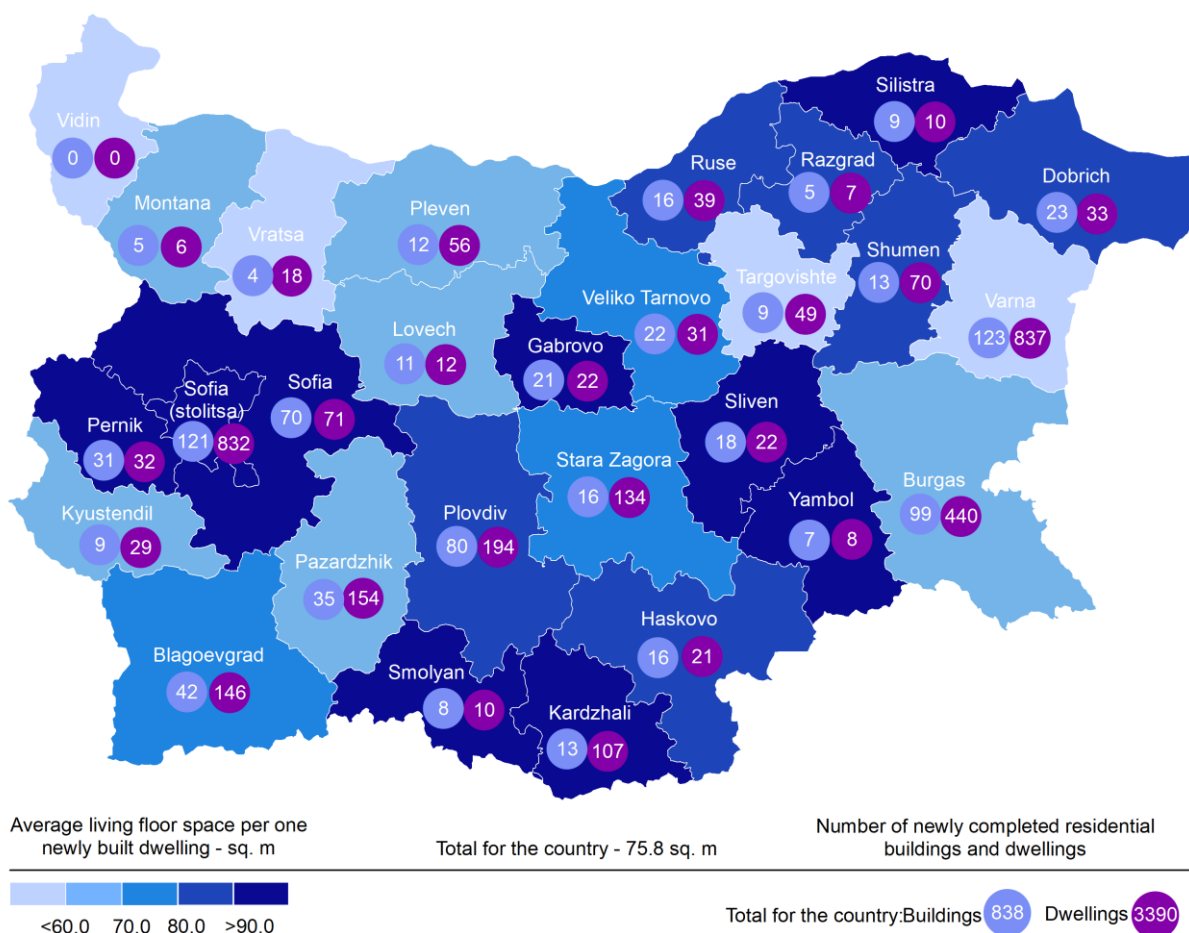 Silistra
9 10
Vidin
0 0
Ruse
16 39
Razgrad
5 7
Dobrich
23 33
Montana
5 6
Pleven
12 56
Vratsa
4 18
Shumen
13 70
Targovishte
9 49
Varna
123 837
Veliko Tarnovo
22 31
Lovech
11 12
Gabrovo
21 22
Sofia
(stolitsa)
121 832
Sofia
70 71
Pernik
31 32
Sliven
18 22
Stara Zagora
16 134
Burgas
99 440
Yambol
7 8
Kyustendil
9 29
Plovdiv
80 194
Pazardzhik
35 154
Haskovo
16 21
Blagoevgrad
42 146
Smolyan
8 10
Kardzhali
13 107
Average living floor space per one
newly built dwelling - sq. m
Total for the country - 75.8 sq. m
Number of newly completed residential
buildings and dwellings
<60.0 70.0 80.0 >90.0
Total for the country:Buildings 838 Dwellings 3390